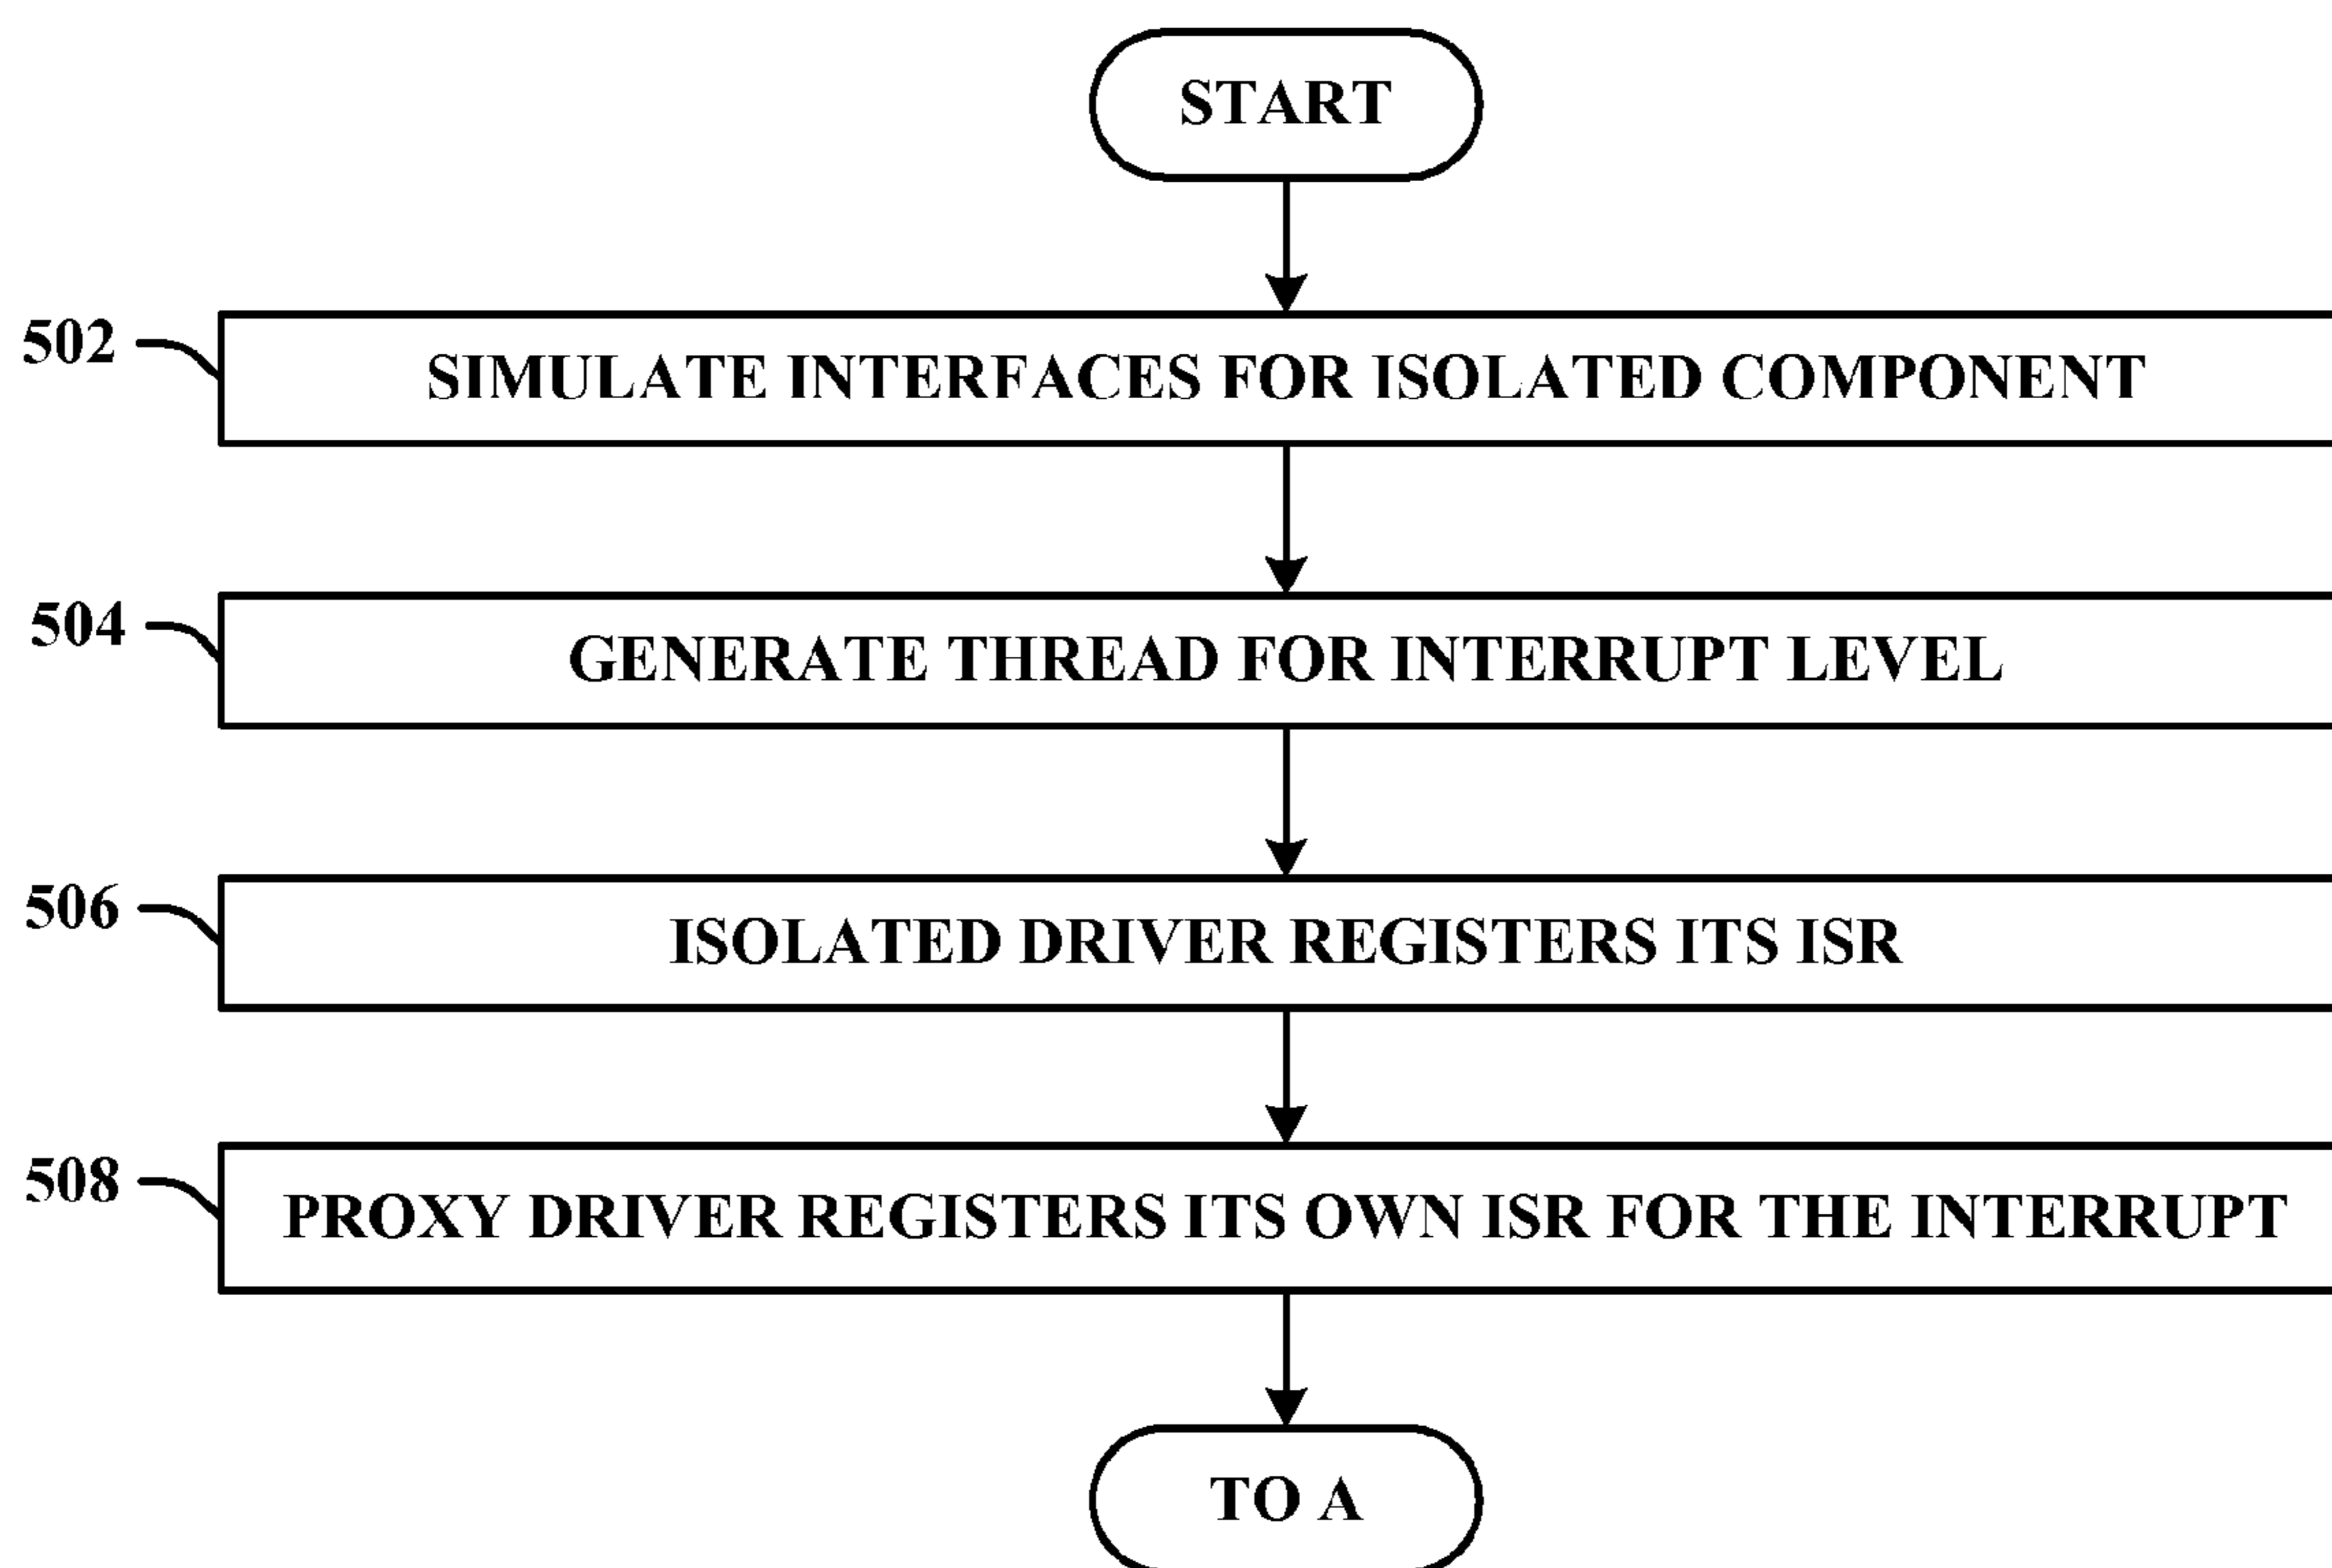 START
502
SIMULATE INTERFACES FOR ISOLATED COMPONENT
504
GENERATE THREAD FOR INTERRUPT LEVEL
506
ISOLATED DRIVER REGISTERS ITS ISR
508
PROXY DRIVER REGISTERS ITS OWN ISR FOR THE INTERRUPT
TO A